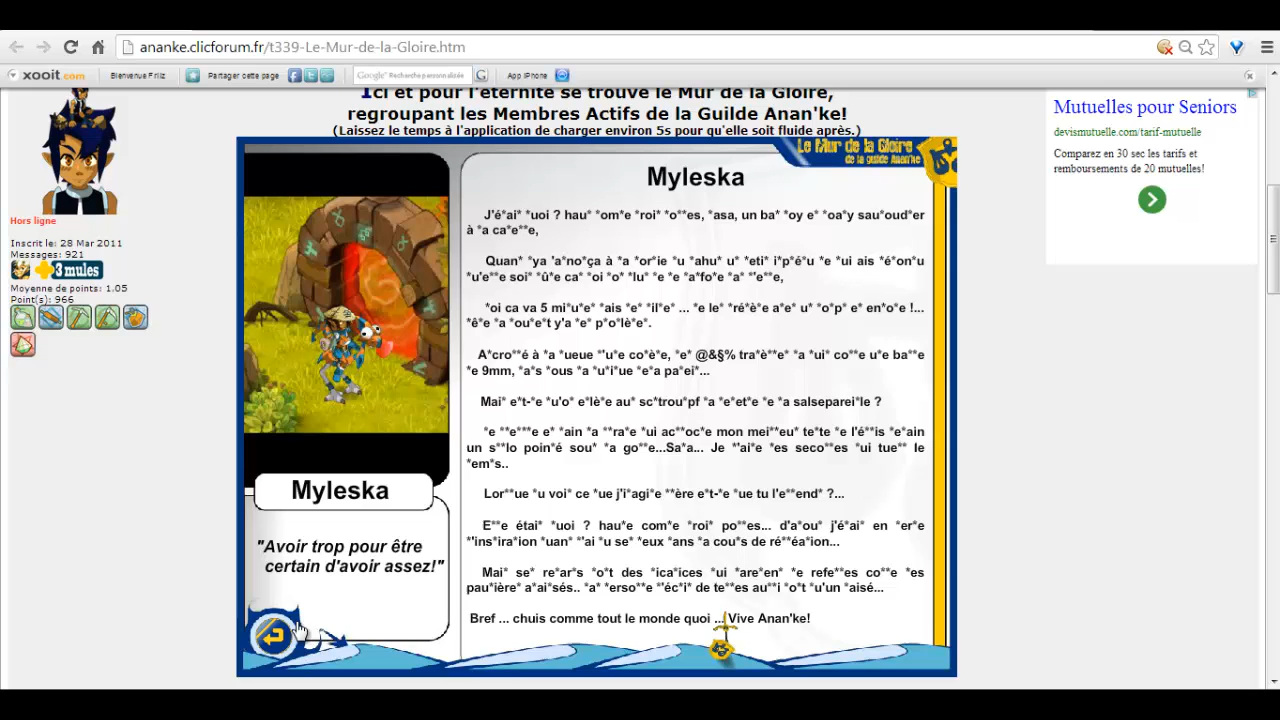 ananke.clicforum.fr/t339-Le-Mur-de-la-Gloire.htm
xooit.com
Bienvenue Friiz
Partager cette page
Google™ Recherche personnalisée
App iPhone
Ici et pour l'éternité se trouve le Mur de la Gloire,
regroupant les Membres Actifs de la Guilde Anan'ke!
(Laissez le temps à l'application de charger environ 5s pour qu'elle soit fluide après.)
Hors ligne
Inscrit le: 28 Mar 2011
Messages: 921
3 mules
Moyenne de points: 1.05
Point(s): 966
Le Mur de la Gloire
de la guilde Anan'ke
Myleska
J'é*ai* *uoi ? hau* *om*e *roi* *o**es, *asa, un ba* *oy e* *oa*y sau*oud*er
à *a ca*e**e,
Quan* *ya 'a*no*ça à *a *or*ie *u *ahu* u* *eti* i*p*é*u *e *ui ais *é*on*u
*u'e**e soi* *û*e ca* *oi *o* *lu* *e *e *a*fo*e *a* *'e**e,
*oi ca va 5 mi*u*e* *ais *e* *il*e* ... *e le* *ré*è*e a*e* u* *o*p* e* en*o*e !...
*ê*e *a *ou*e*t y'a *e* p*o*lè*e*.
A*cro**é à *a *ueue *'u*e co*è*e, *e* @&§% tra*è**e* *a *ui* co**e u*e ba**e
*e 9mm, *a*s *ous *a *u*i*ue *e*a pa*ei*...
Mai* e*t-*e *u'o* e*lè*e au* sc*trou*pf *a *e*et*e *e *a salseparei*le ?
*e **e***e e* *ain *a **ra*e *ui ac**oc*e mon mei**eu* te*te *e l'é**is *e*ain
un s**lo poin*é sou* *a go**e...Sa*a... Je *'ai*e *es seco**es *ui tue** le
*em*s..
Lor**ue *u voi* ce *ue j'i*agi*e **ère e*t-*e *ue tu l'e**end* ?...
E**e étai* *uoi ? hau*e com*e *roi* po**es... d'a*ou* j'é*ai* en *er*e
*'ins*ira*ion *uan* *'ai *u se* *eux *ans *a cou*s de ré**éa*ion...
Mai* se* re*ar*s *o*t des *ica*ices *ui *are*en* *e refe**es co**e *es
pau*ière* a*ai*sés.. *a* *erso**e *'éc*i* de te**es au**i *o*t *u'un *aisé...
Bref ... chuis comme tout le monde quoi ... Vive Anan'ke!
Myleska
"Avoir trop pour être
certain d'avoir assez!"
Mutuelles pour Seniors
devismutuelle.com/tarif-mutuelle
Comparez en 30 sec les tarifs et
remboursements de 20 mutuelles!